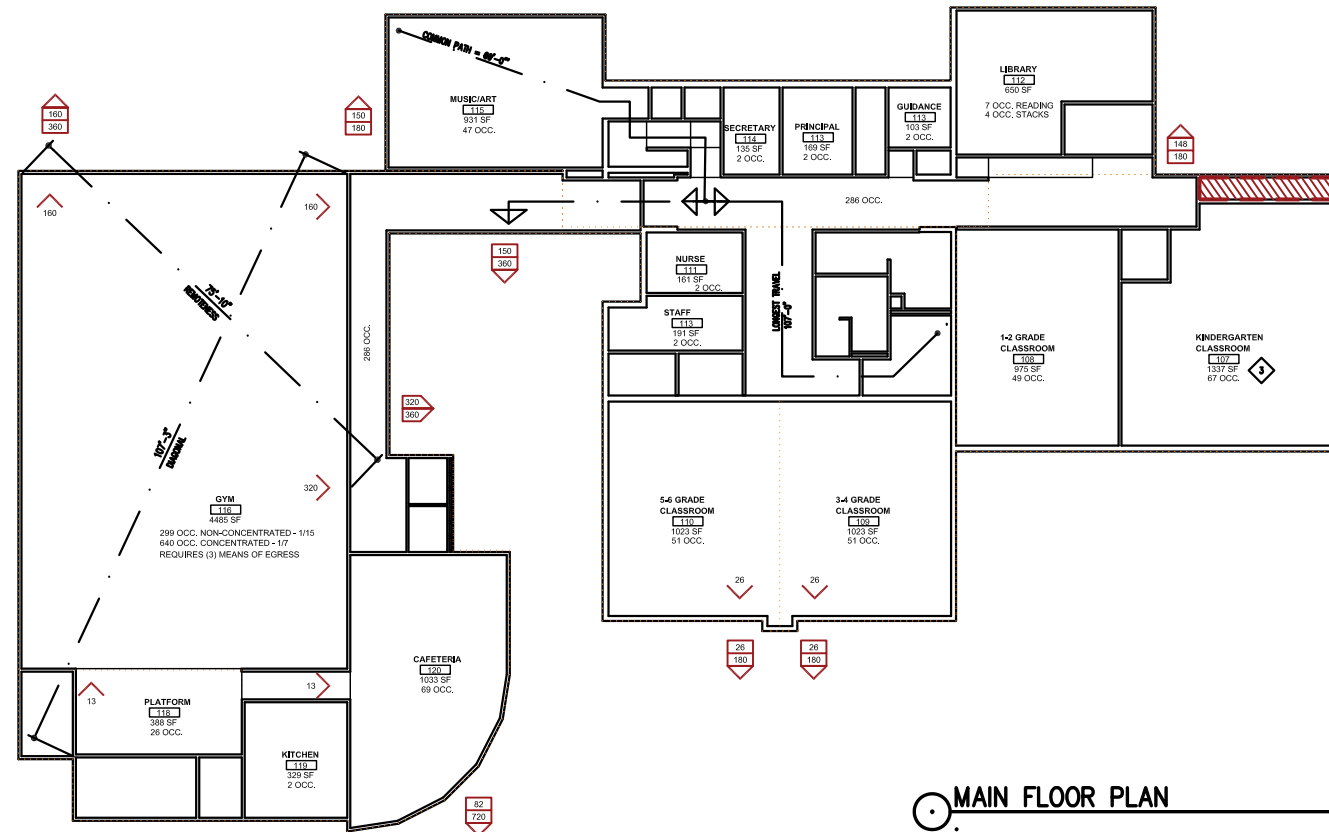 COMMON PATH = 69'-0"
MUSIC/ART
115
931 SF
47 OCC.
SECRETARY
114
135 SF
2 OCC.
PRINCIPAL
113
169 SF
2 OCC.
GUIDANCE
113
103 SF
2 OCC.
LIBRARY
112
650 SF
7 OCC. READING
4 OCC. STACKS
160
360
150
180
148
180
160
160
286 OCC.
150
360
NURSE
111
161 SF
2 OCC.
STAFF
113
191 SF
2 OCC.
LONGEST TRAVEL
107'-0"
75'-10"
REMOTENESS
286 OCC.
1-2 GRADE
CLASSROOM
108
975 SF
49 OCC.
KINDERGARTEN
CLASSROOM
107
1337 SF
67 OCC.
3
320
360
107'-3"
DIAGONAL
320
GYM
116
4485 SF
299 OCC. NON-CONCENTRATED - 1/15
640 OCC. CONCENTRATED - 1/7
REQUIRES (3) MEANS OF EGRESS
5-6 GRADE
CLASSROOM
110
1023 SF
51 OCC.
3-4 GRADE
CLASSROOM
109
1023 SF
51 OCC.
26
26
26
180
26
180
CAFETERIA
120
1033 SF
69 OCC.
13
13
PLATFORM
118
388 SF
26 OCC.
KITCHEN
119
329 SF
2 OCC.
82
720
MAIN FLOOR PLAN